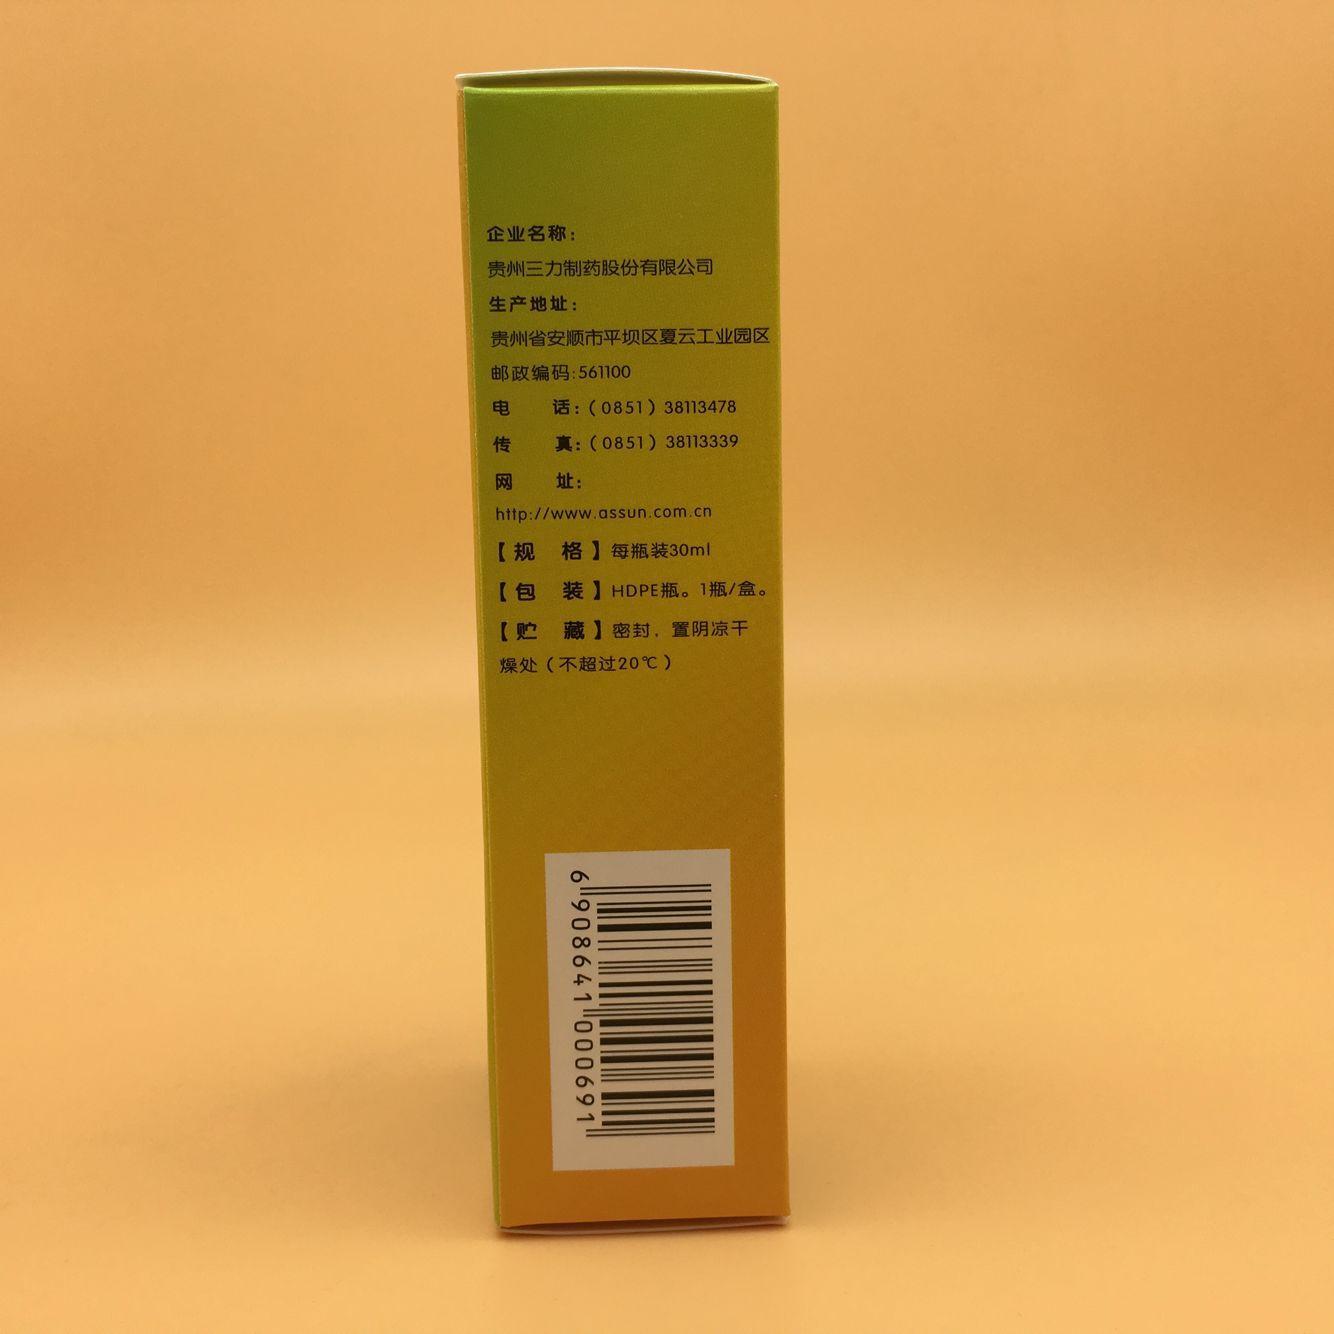 企业名称：
贵州三力制药股份有限公司
生产地址：
贵州省安顺市平坝区夏云工业园区
邮政编码:561100
电　　话:（0851）38113478
传　　真:（0851）38113339
网　　址:
http://www.assun.com.cn
【规　格】每瓶装30ml
【包　装】HDPE瓶。1瓶/盒。
【贮　藏】密封，置阴凉干
燥处（不超过20℃）
6 908641 000691